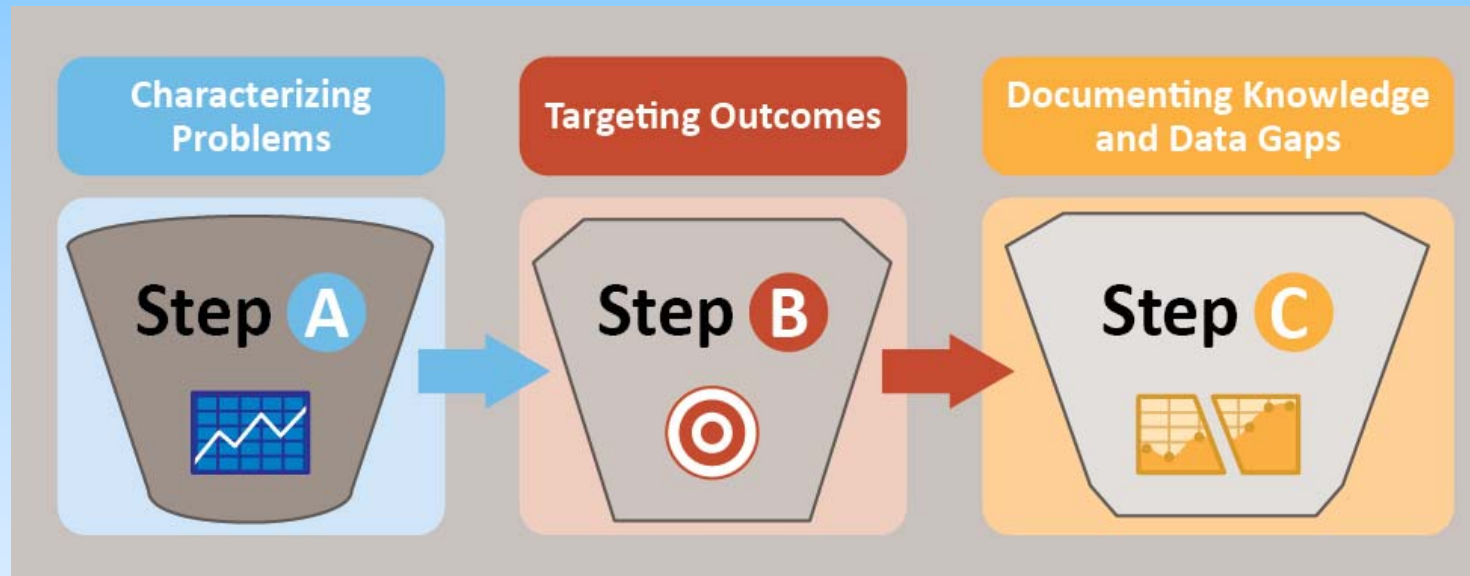 Characterizing
Problems
Targeting Outcomes
Documenting Knowledge
and Data Gaps
Step A
Step B
Step C